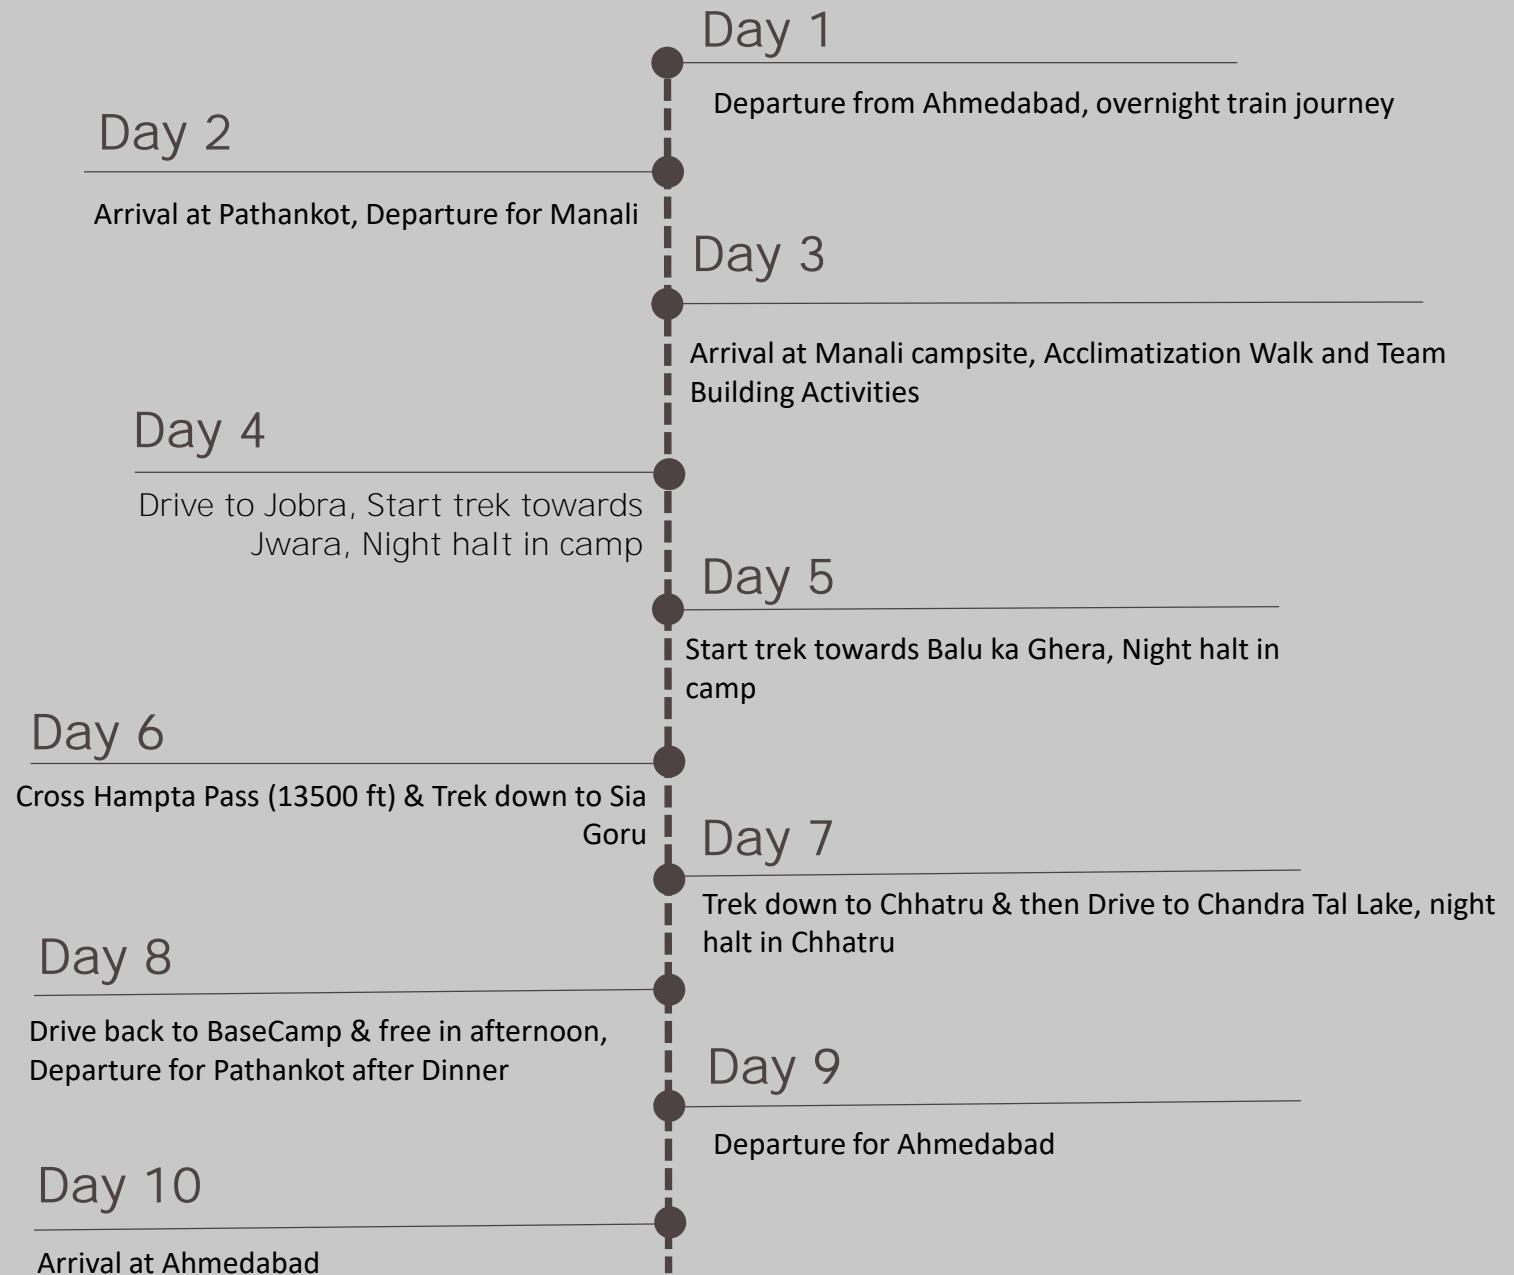 Day 1
Departure from Ahmedabad, overnight train journey
Day 2
Arrival at Pathankot, Departure for Manali
Day 3
Arrival at Manali campsite, Acclimatization Walk and Team
Building Activities
Day 4
Drive to Jobra, Start trek towards
Jwara, Night halt in camp
Day 5
Start trek towards Balu ka Ghera, Night halt in
camp
Day 6
Cross Hampta Pass (13500 ft) & Trek down to Sia
Goru
Day 7
Trek down to Chhatru & then Drive to Chandra Tal Lake, night
halt in Chhatru
Day 8
Drive back to BaseCamp & free in afternoon,
Departure for Pathankot after Dinner
Day 9
Departure for Ahmedabad
Day 10
Arrival at Ahmedabad